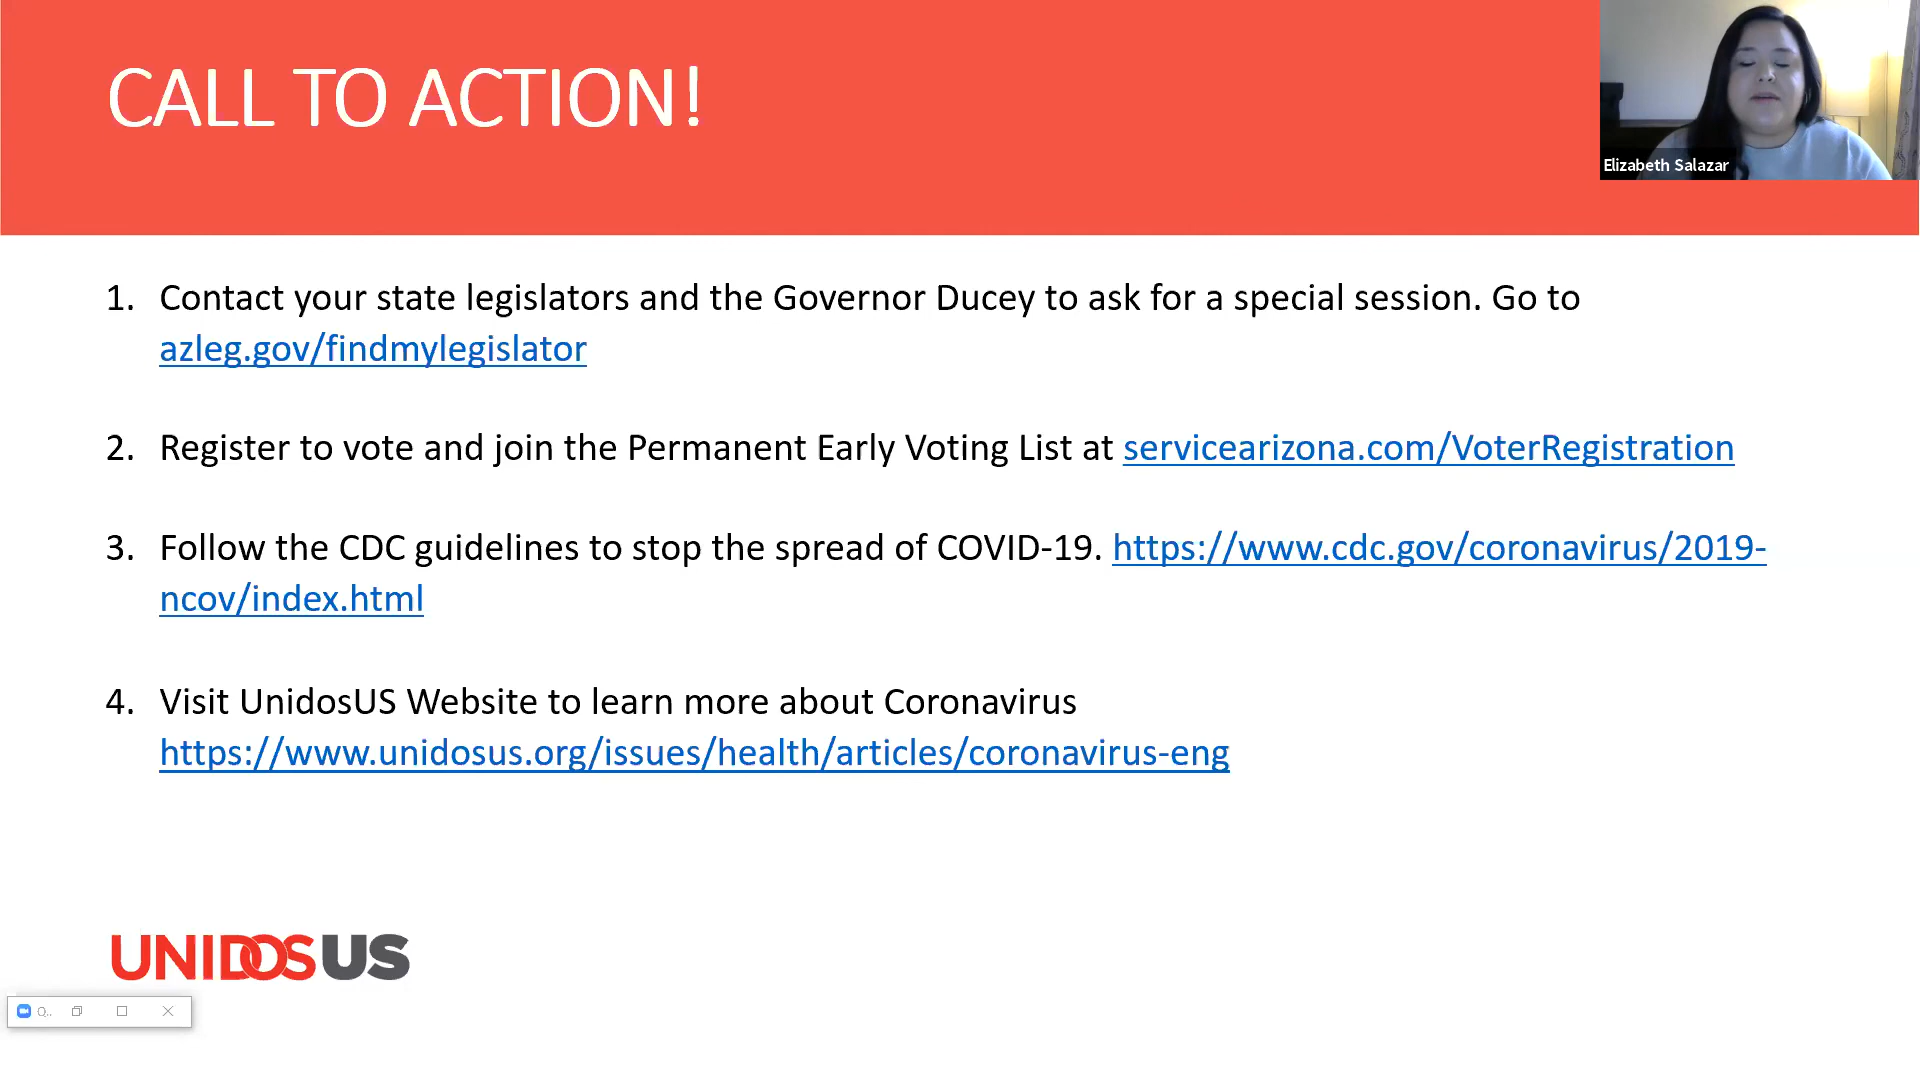 CALL TO ACTION!
Elizabeth Salazar
1. Contact your state legislators and the Governor Ducey to ask for a special session. Go to
azleg.gov/findmylegislator
2. Register to vote and join the Permanent Early Voting List at servicearizona.com/VoterRegistration
3. Follow the CDC guidelines to stop the spread of COVID-19. https://www.cdc.gov/coronavirus/2019-
ncov/index.html
4. Visit UnidosUS Website to learn more about Coronavirus
https://www.unidosus.org/issues/health/articles/coronavirus-eng
UNIDOSUS
Q...